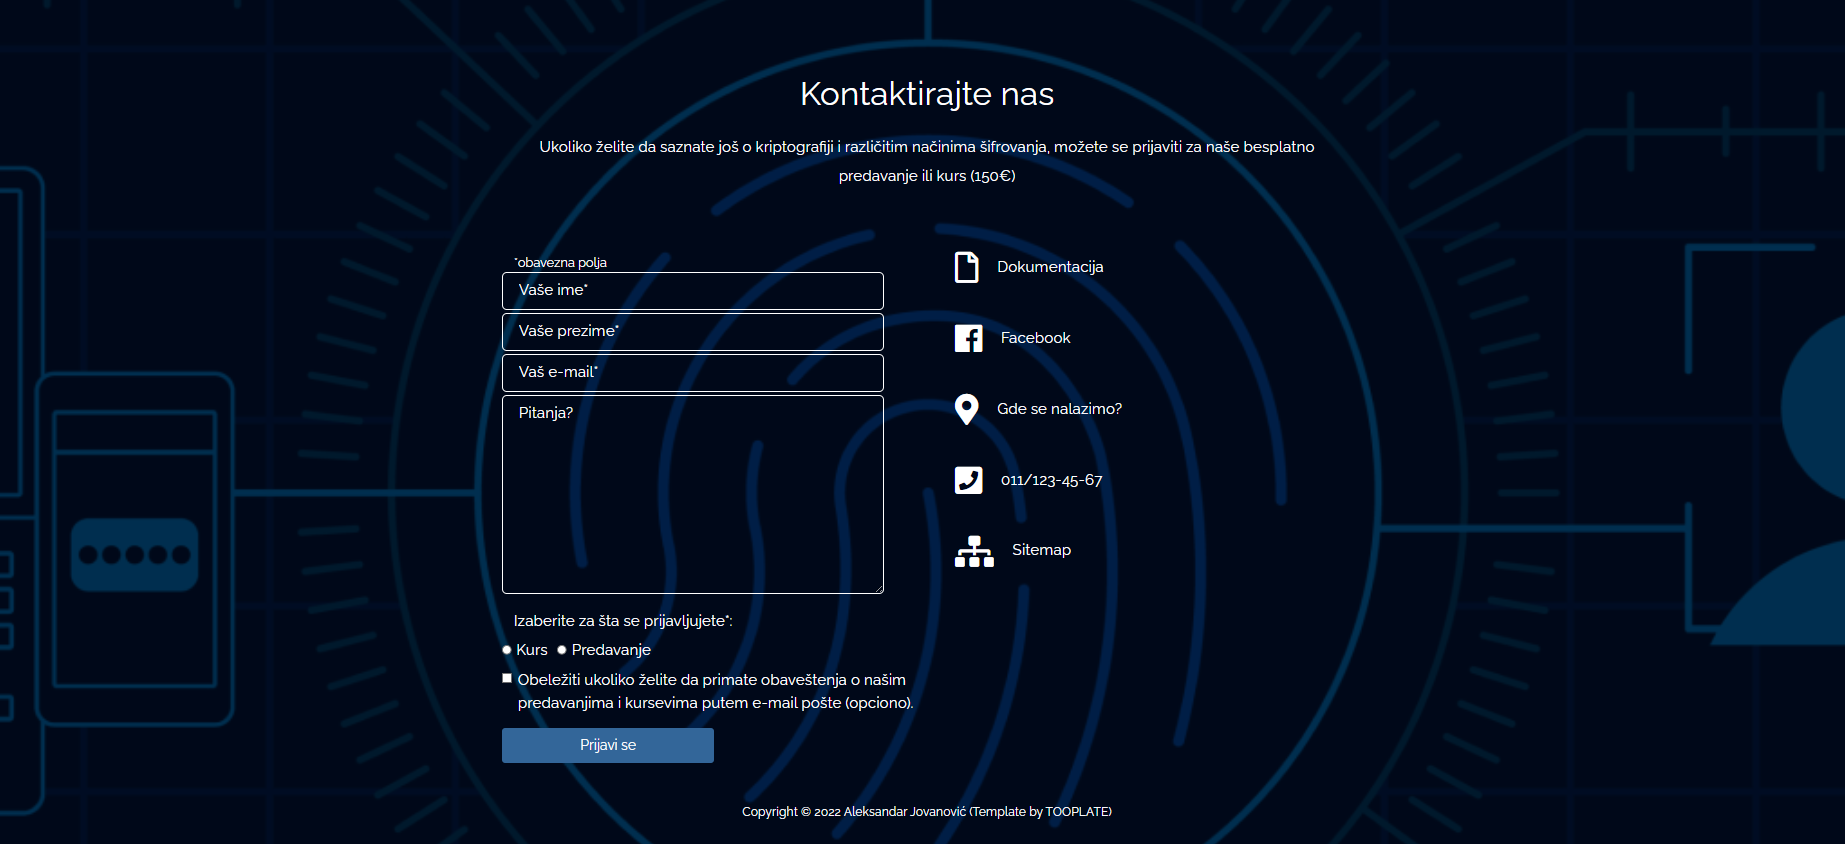 Kontaktirajte nas
Ukoliko želite da saznate još o kriptografiji i različitim načinima šifrovanja, možete se prijaviti za naše besplatno
predavanje ili kurs (150€)
*obavezna polja
Vaše ime*
Vaše prezime*
Vaš e-mail*
Pitanja?
Izaberite za šta se prijavljujete*:
Kurs Predavanje
Obeležiti ukoliko želite da primate obaveštenja o našim
predavanjima i kursevima putem e-mail pošte (opciono).
Prijavi se
Dokumentacija
Facebook
Gde se nalazimo?
011/123-45-67
Sitemap
Copyright © 2022 Aleksandar Jovanović (Template by TOOPLATE)